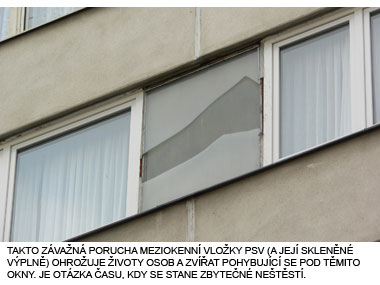 TAKTO ZÁVAŽNÁ PORUCHA MEZIOKENNÍ VLOŽKY PSV (A JEJÍ SKLENĚNÉ
VÝPLNĚ) OHROŽUJE ŽIVOTY OSOB A ZVÍŘAT POHYBUJÍCÍ SE POD TĚMITO
OKNY. JE OTÁZKA ČASU, KDY SE STANE ZBYTEČNÉ NEŠTĚSTÍ.